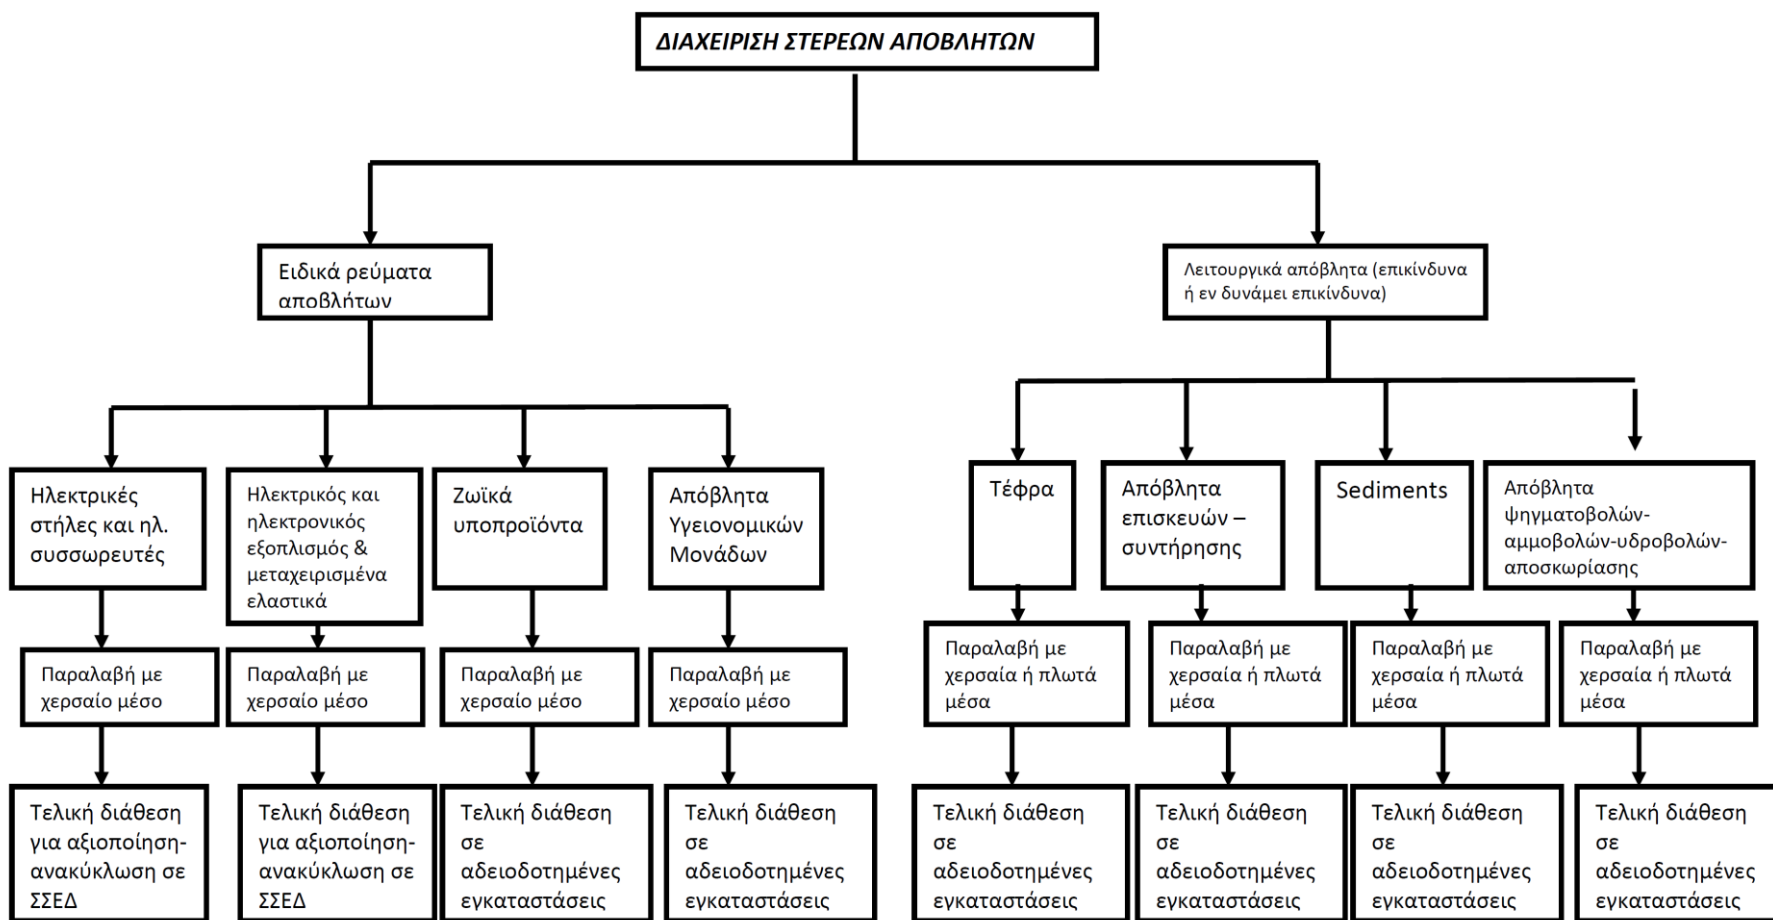 ΔΙΑΧΕΙΡΙΣΗ ΣΤΕΡΕΩΝ ΑΠΟΒΛΗΤΩΝ
Ειδικά ρεύματα
αποβλήτων
Λειτουργικά απόβλητα (επικίνδυνα
ή εν δυνάμει επικίνδυνα)
Ηλεκτρικές
στήλες και ηλ.
συσσωρευτές
Ηλεκτρικός και
ηλεκτρονικός
εξοπλισμός &
μεταχειρισμένα
ελαστικά
Ζωϊκά
υποπροϊόντα
Απόβλητα
Υγειονομικών
Μονάδων
Τέφρα
Απόβλητα
επισκευών –
συντήρησης
Sediments
Απόβλητα
ψηγματοβολών-
αμμοβολών-υδροβολών-
αποσκωρίασης
Παραλαβή με
χερσαίο μέσο
Παραλαβή με
χερσαίο μέσο
Παραλαβή με
χερσαίο μέσο
Παραλαβή με
χερσαίο μέσο
Παραλαβή με
χερσαία ή πλωτά
μέσα
Παραλαβή με
χερσαία ή πλωτά
μέσα
Παραλαβή με
χερσαία ή πλωτά
μέσα
Παραλαβή με
χερσαία ή πλωτά
μέσα
Τελική διάθεση
για αξιοποίηση-
ανακύκλωση σε
ΣΣΕΔ
Τελική διάθεση
για αξιοποίηση-
ανακύκλωση σε
ΣΣΕΔ
Τελική διάθεση
σε
αδειοδοτημένες
εγκαταστάσεις
Τελική διάθεση
σε
αδειοδοτημένες
εγκαταστάσεις
Τελική διάθεση
σε
αδειοδοτημένες
εγκαταστάσεις
Τελική διάθεση
σε
αδειοδοτημένες
εγκαταστάσεις
Τελική διάθεση
σε
αδειοδοτημένες
εγκαταστάσεις
Τελική διάθεση
σε
αδειοδοτημένες
εγκαταστάσεις